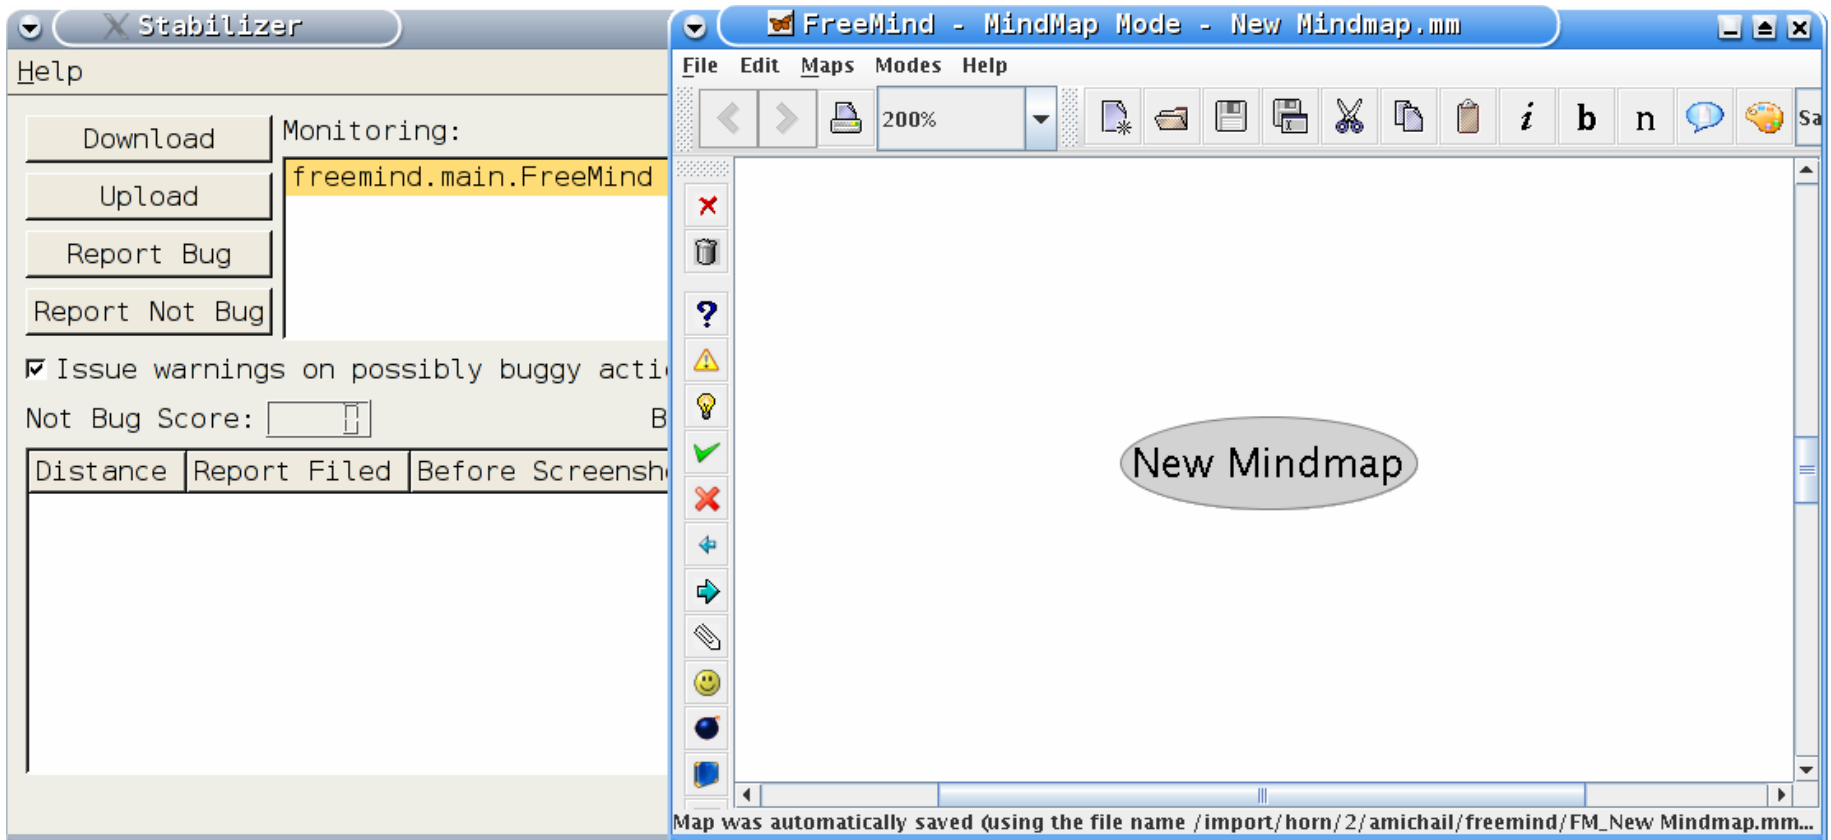 Stabilizer
Help
Download
Upload
Report Bug
Report Not Bug
Monitoring:
freemind.main.FreeMind
Issue warnings on possibly buggy acti
Not Bug Score: 0
B
Distance Report Filed Before Screensh
FreeMind - MindMap Mode - New Mindmap.mm
File Edit Maps Modes Help
200%
i b n Sa
New Mindmap
Map was automatically saved (using the file name /import/horn/2/amichail/freemind/FM_New Mindmap.mm...